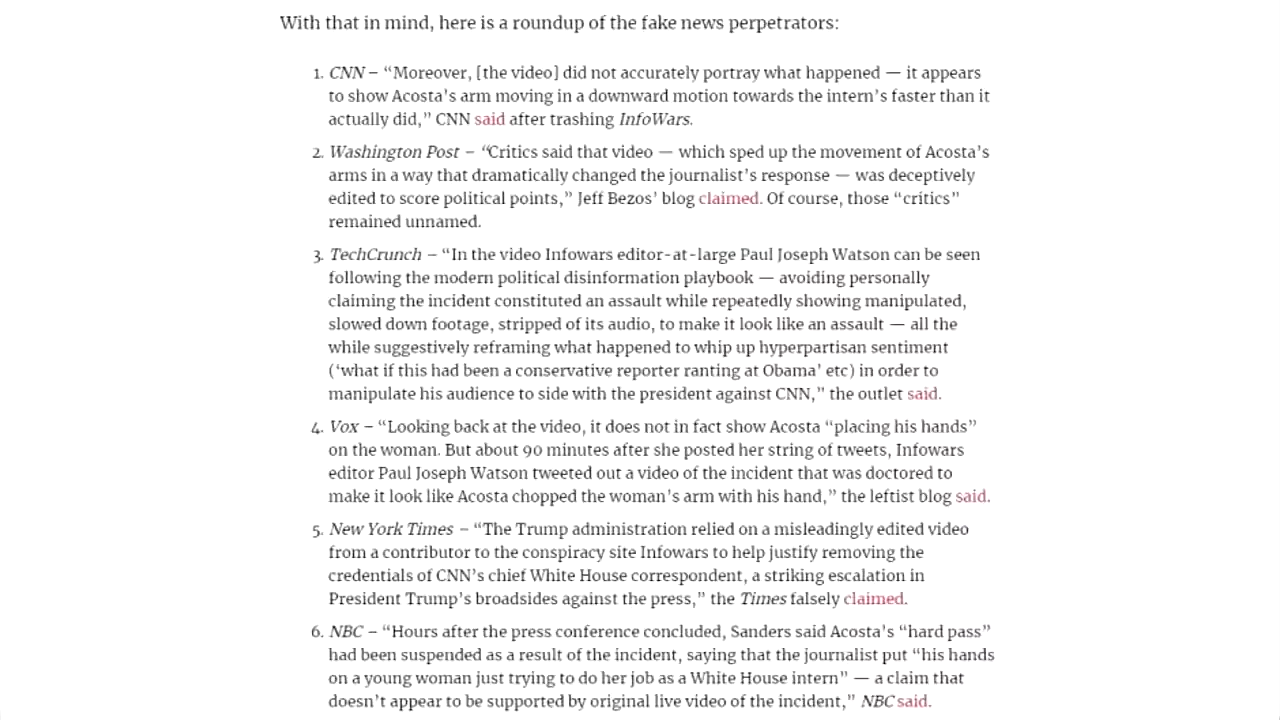 With that in mind, here is a roundup of the fake news perpetrators:
1. CNN – “Moreover, [the video] did not accurately portray what happened — it appears
to show Acosta’s arm moving in a downward motion towards the intern’s faster than it
actually did,” CNN said after trashing InfoWars.
2. Washington Post – “Critics said that video — which sped up the movement of Acosta’s
arms in a way that dramatically changed the journalist’s response — was deceptively
edited to score political points,” Jeff Bezos’ blog claimed. Of course, those “critics”
remained unnamed.
3. TechCrunch – “In the video Infowars editor-at-large Paul Joseph Watson can be seen
following the modern political disinformation playbook — avoiding personally
claiming the incident constituted an assault while repeatedly showing manipulated,
slowed down footage, stripped of its audio, to make it look like an assault — all the
while suggestively reframing what happened to whip up hyperpartisan sentiment
(‘what if this had been a conservative reporter ranting at Obama’ etc) in order to
manipulate his audience to side with the president against CNN,” the outlet said.
4. Vox – “Looking back at the video, it does not in fact show Acosta “placing his hands”
on the woman. But about 90 minutes after she posted her string of tweets, Infowars
editor Paul Joseph Watson tweeted out a video of the incident that was doctored to
make it look like Acosta chopped the woman’s arm with his hand,” the leftist blog said.
5. New York Times – “The Trump administration relied on a misleadingly edited video
from a contributor to the conspiracy site Infowars to help justify removing the
credentials of CNN’s chief White House correspondent, a striking escalation in
President Trump’s broadsides against the press,” the Times falsely claimed.
6. NBC – “Hours after the press conference concluded, Sanders said Acosta’s “hard pass”
had been suspended as a result of the incident, saying that the journalist put “his hands
on a young woman just trying to do her job as a White House intern” — a claim that
doesn’t appear to be supported by original live video of the incident,” NBC said.